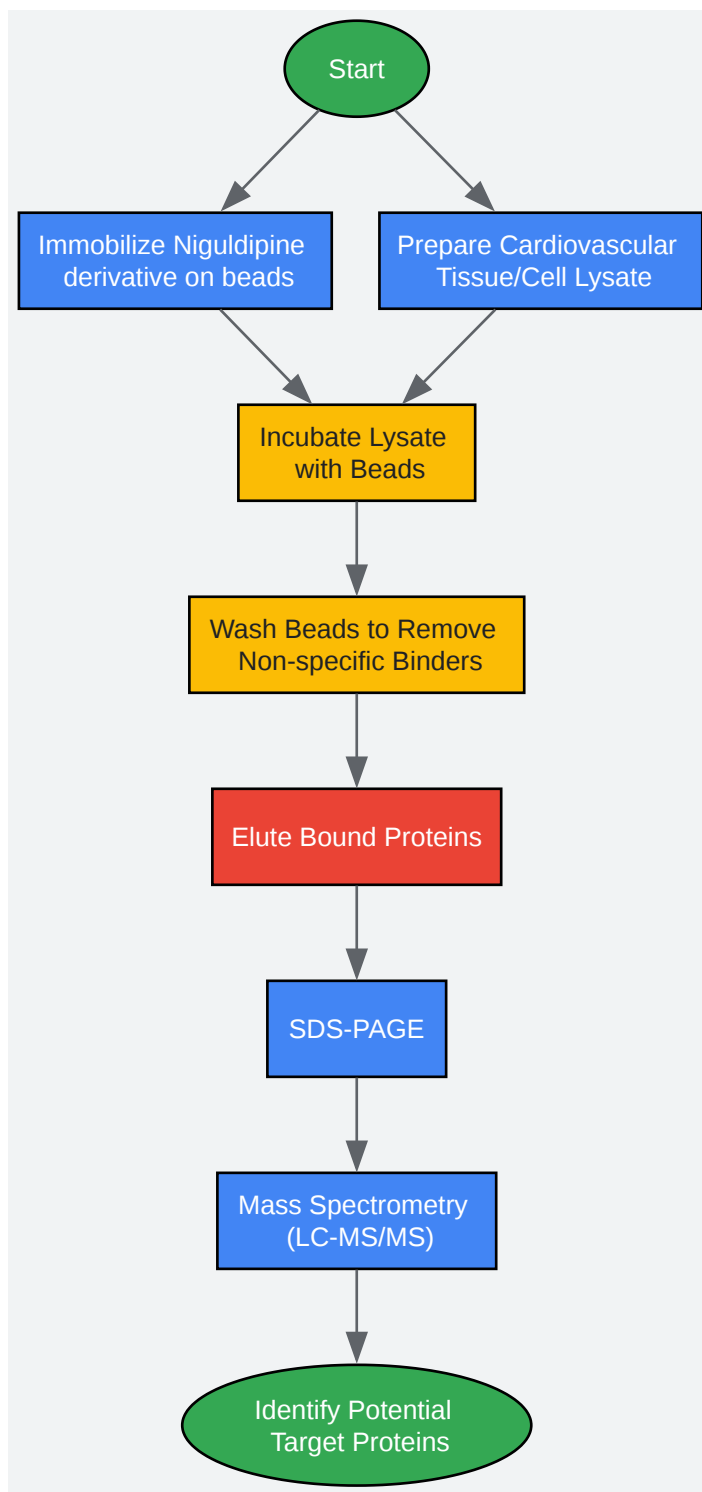 Start
Immobilize Niguldipine
derivative on beads
Prepare Cardiovascular
Tissue/Cell Lysate
Incubate Lysate
with Beads
Wash Beads to Remove
Non-specific Binders
Elute Bound Proteins
SDS-PAGE
Mass Spectrometry
(LC-MS/MS)
Identify Potential
Target Proteins